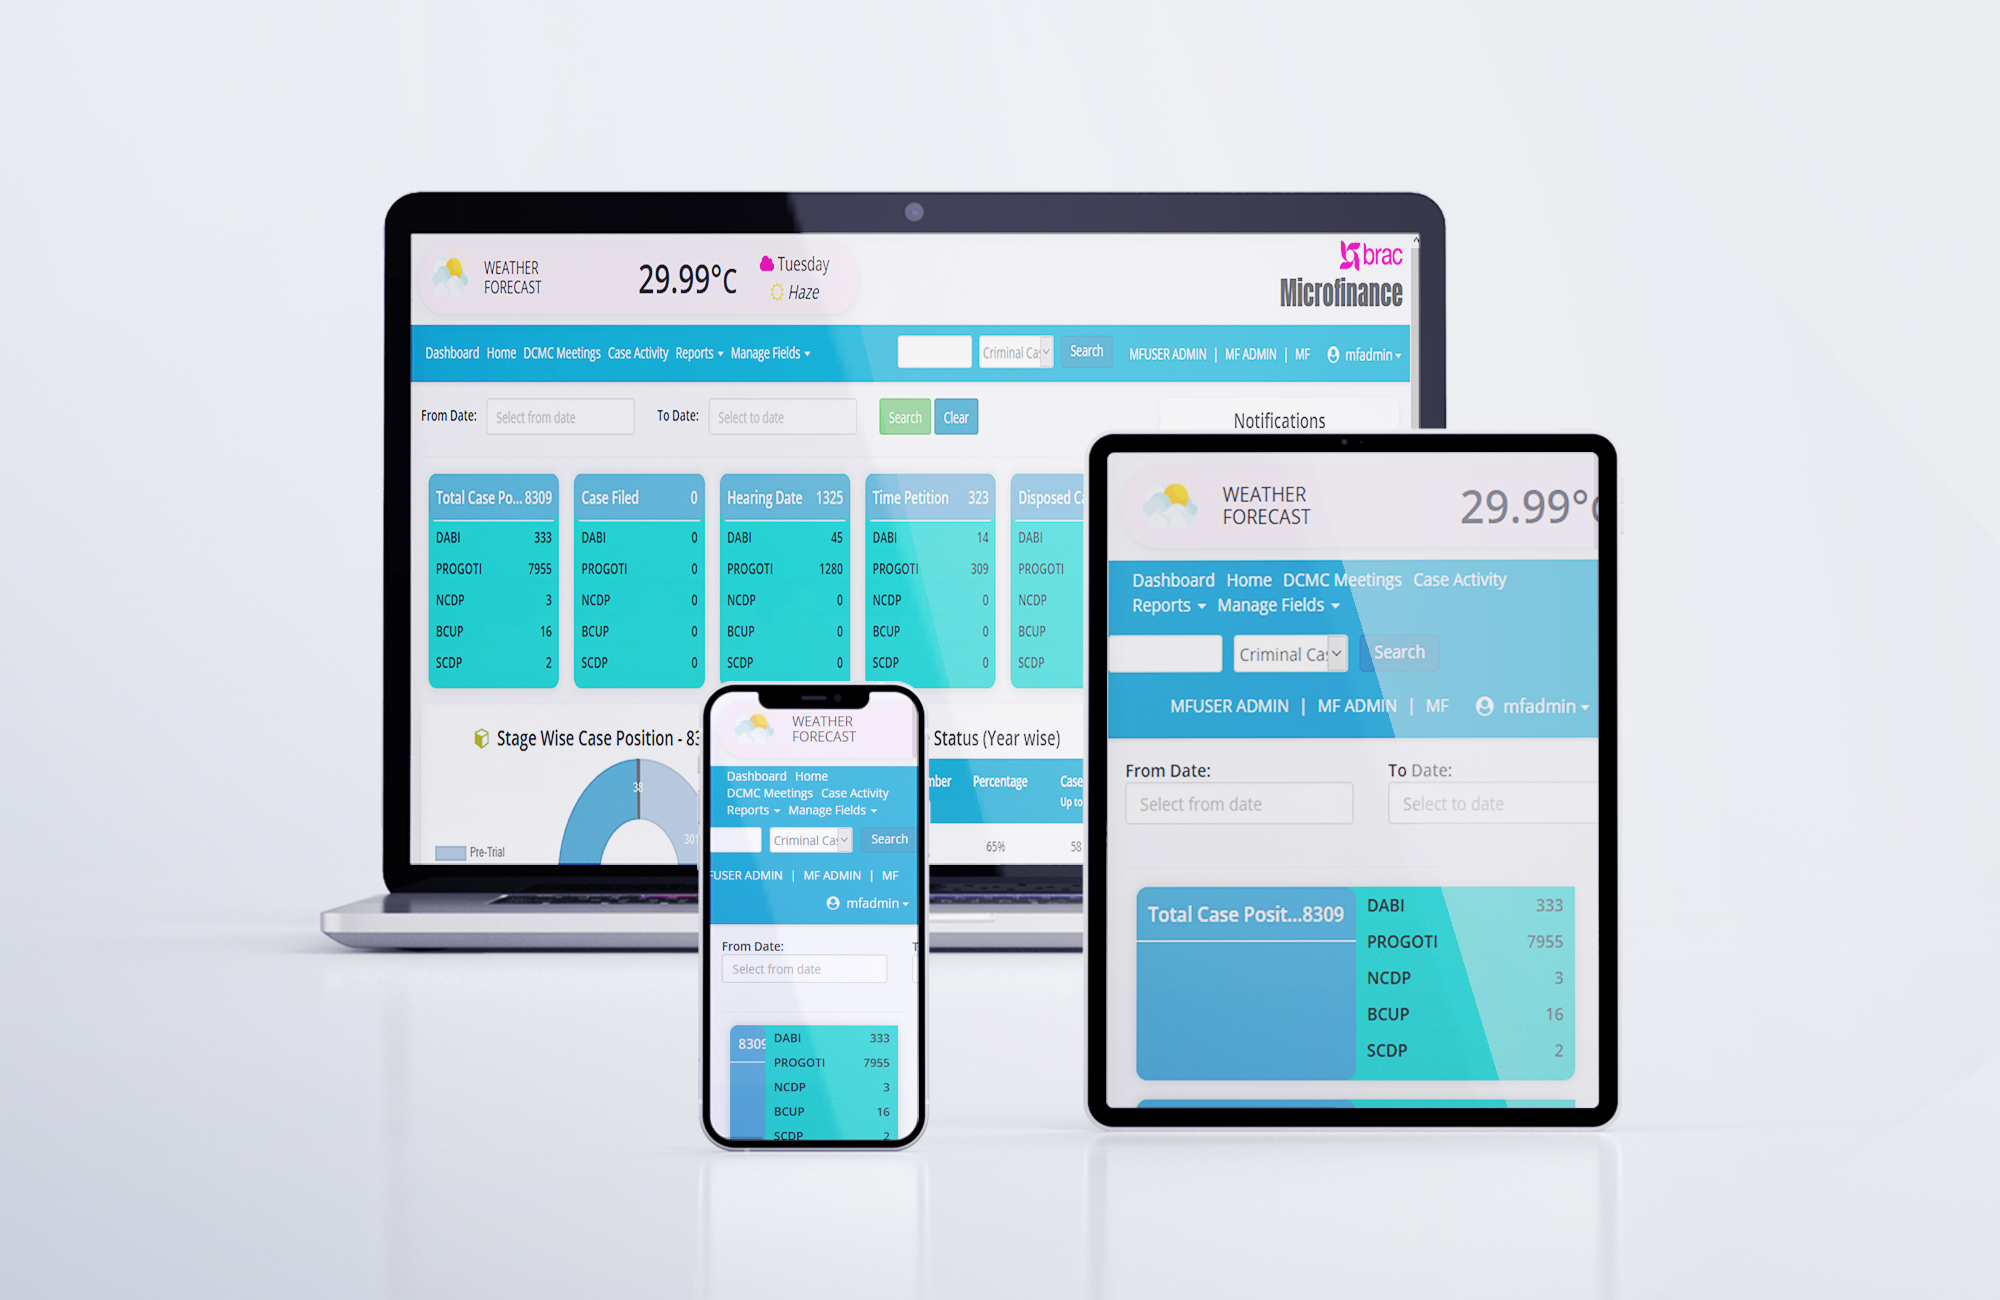 WEATHER
FORECAST
29.99°c
Tuesday
Haze
brac
Microfinance
Dashboard Home DCMC Meetings Case Activity Reports Manage Fields
Criminal Ca Search MFUSER ADMIN | MF ADMIN | MF mfadmin
From Date: Select from date To Date: Select to date Search Clear
Notifications
Total Case Po... 8309 Case Filed 0 Hearing Date 1325 Time Petition 323 Disposed
DABI 333 DABI 0 DABI 45 DABI 14 DABI
PROGOTI 7955 PROGOTI 0 PROGOTI 1280 PROGOTI 309 PROGOTI
NCDP 3 NCDP 0 NCDP 0 NCDP 0 NCDP
BCUP 16 BCUP 0 BCUP 0 BCUP 0 BCUP
SCDP 2 SCDP 0 SCDP 0 SCDP 0 SCDP
Stage Wise Case Position - 83
38
301
Pre-Trial
Status (Year wise)
Percentage Case
Up to
65% 58
WEATHER
FORECAST
Dashboard Home
DCMC Meetings Case Activity
Reports Manage Fields
Criminal Ca Search
FUSER ADMIN | MF ADMIN | MF
mfadmin
From Date:
Select from date
8309
DABI 333
PROGOTI 7955
NCDP 3
BCUP 16
SCDP 2
WEATHER
FORECAST
29.99°c
Dashboard Home DCMC Meetings Case Activity
Reports Manage Fields
Criminal Ca Search
MFUSER ADMIN | MF ADMIN | MF mfadmin
From Date: To Date:
Select from date Select to date
Total Case Posit...8309
DABI 333
PROGOTI 7955
NCDP 3
BCUP 16
SCDP 2